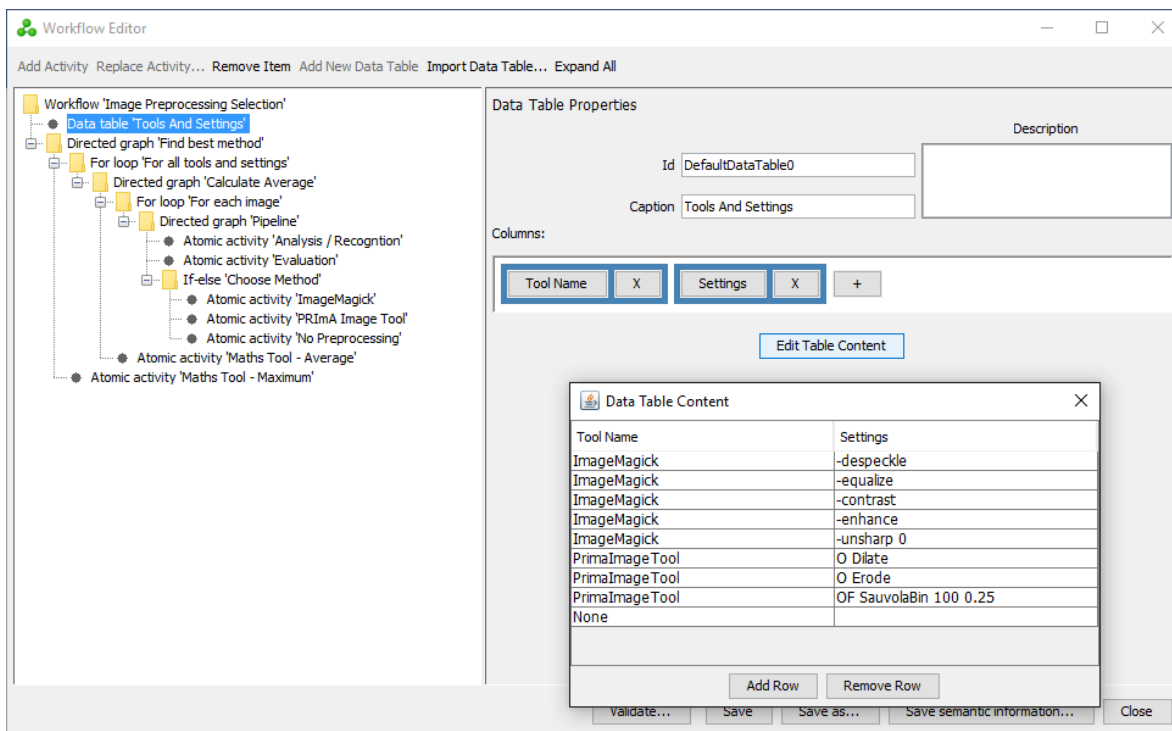 Workflow Editor
Add Activity Replace Activity... Remove Item Add New Data Table Import Data Table... Expand All
Workflow 'Image Preprocessing Selection'
Data table 'Tools And Settings'
Directed graph 'Find best method'
For loop 'For all tools and settings'
Directed graph 'Calculate Average'
For loop 'For each image'
Directed graph 'Pipeline'
Atomic activity 'Analysis / Recogntion'
Atomic activity 'Evaluation'
If-else 'Choose Method'
Atomic activity 'ImageMagick'
Atomic activity 'PRImA Image Tool'
Atomic activity 'No Preprocessing'
Atomic activity 'Maths Tool - Average'
Atomic activity 'Maths Tool - Maximum'
Data Table Properties
Description
Id DefaultDataTable0
Caption Tools And Settings
Columns:
Tool Name X Settings X +
Edit Table Content
Data Table Content
Tool Name Settings
ImageMagick -despeckle
ImageMagick -equalize
ImageMagick -contrast
ImageMagick -enhance
ImageMagick -unsharp 0
PrimaImageTool O Dilate
PrimaImageTool O Erode
PrimaImageTool OF SauvolaBin 100 0.25
None
Add Row Remove Row
Validate... Save Save as... Save semantic information... Close